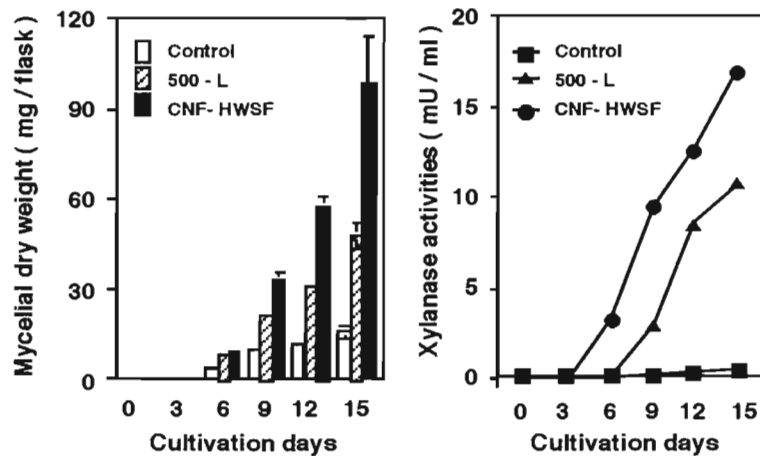 Mycelial dry weight ( mg / flask)
120
90
60
30
0
Control
500 - L
CNF- HWSF
0 3 6 9 12 15
Cultivation days
Xylanase activities ( mU / ml )
20
15
10
5
0
Control
500 - L
CNF- HWSF
0 3 6 9 12 15
Cultivation days